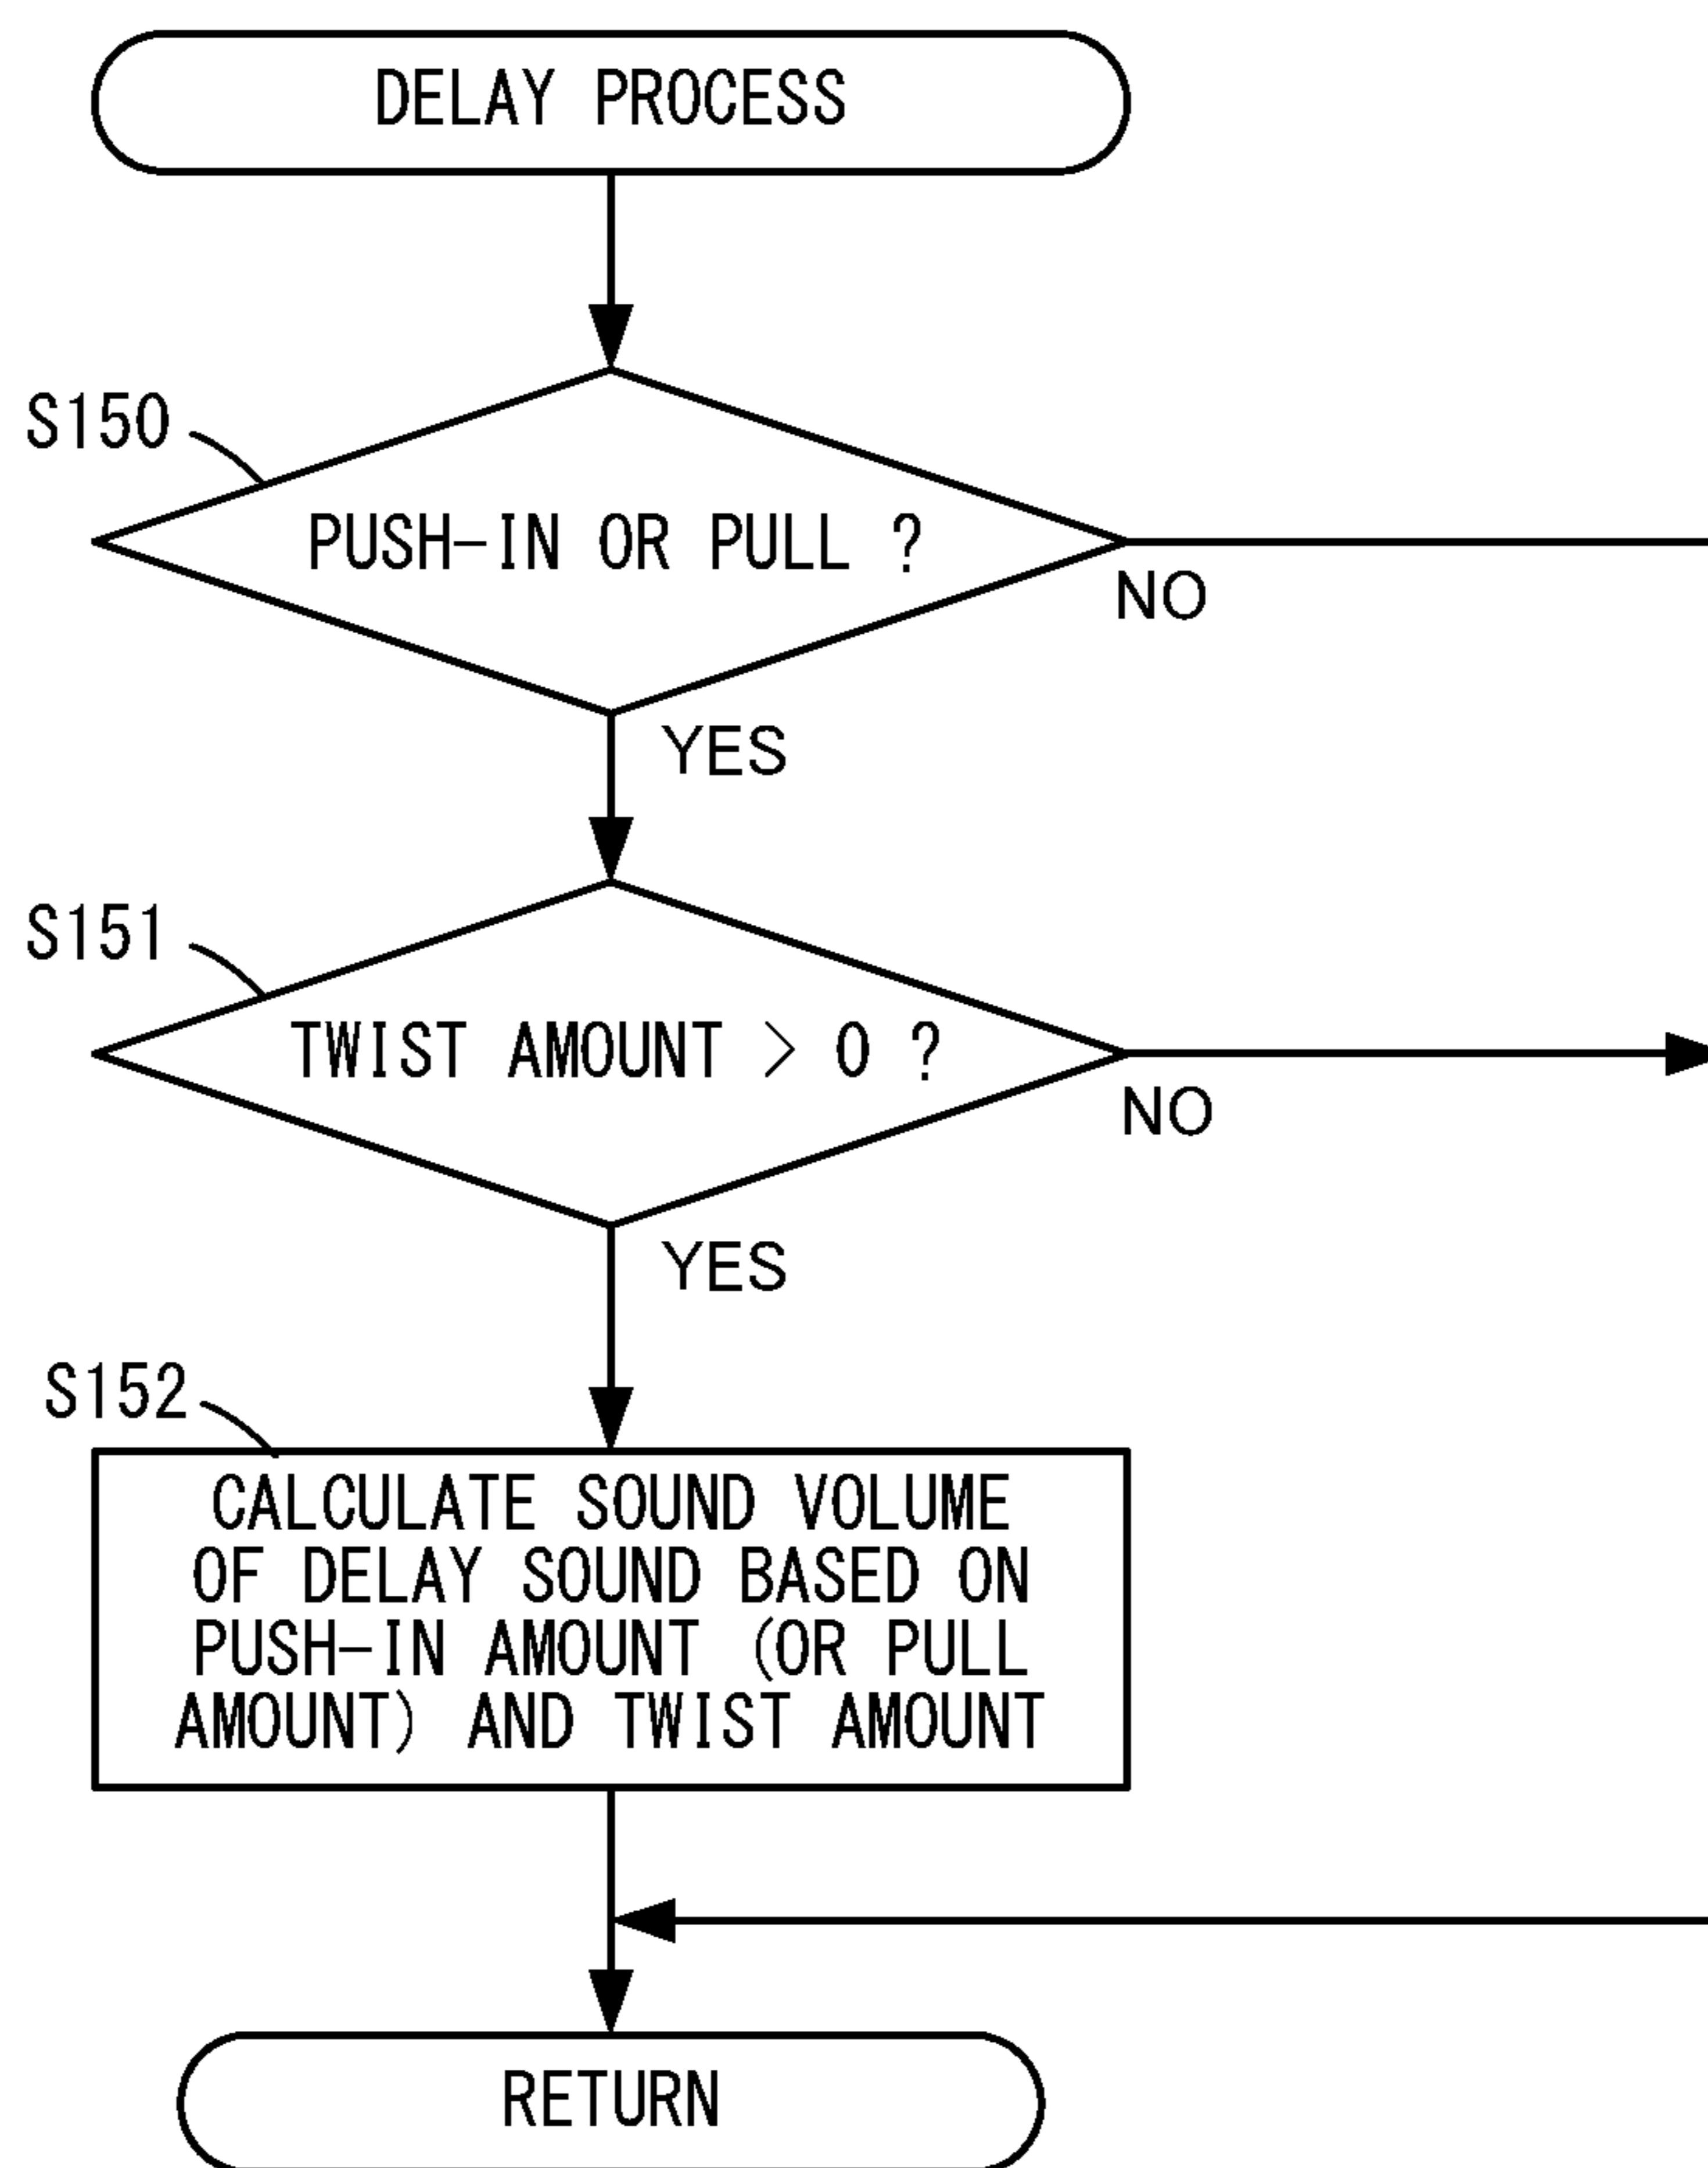 DELAY PROCESS
S150
PUSH-IN OR PULL ?
NO
YES
S151
TWIST AMOUNT > 0 ?
NO
YES
S152
CALCULATE SOUND VOLUME
OF DELAY SOUND BASED ON
PUSH-IN AMOUNT (OR PULL
AMOUNT) AND TWIST AMOUNT
RETURN